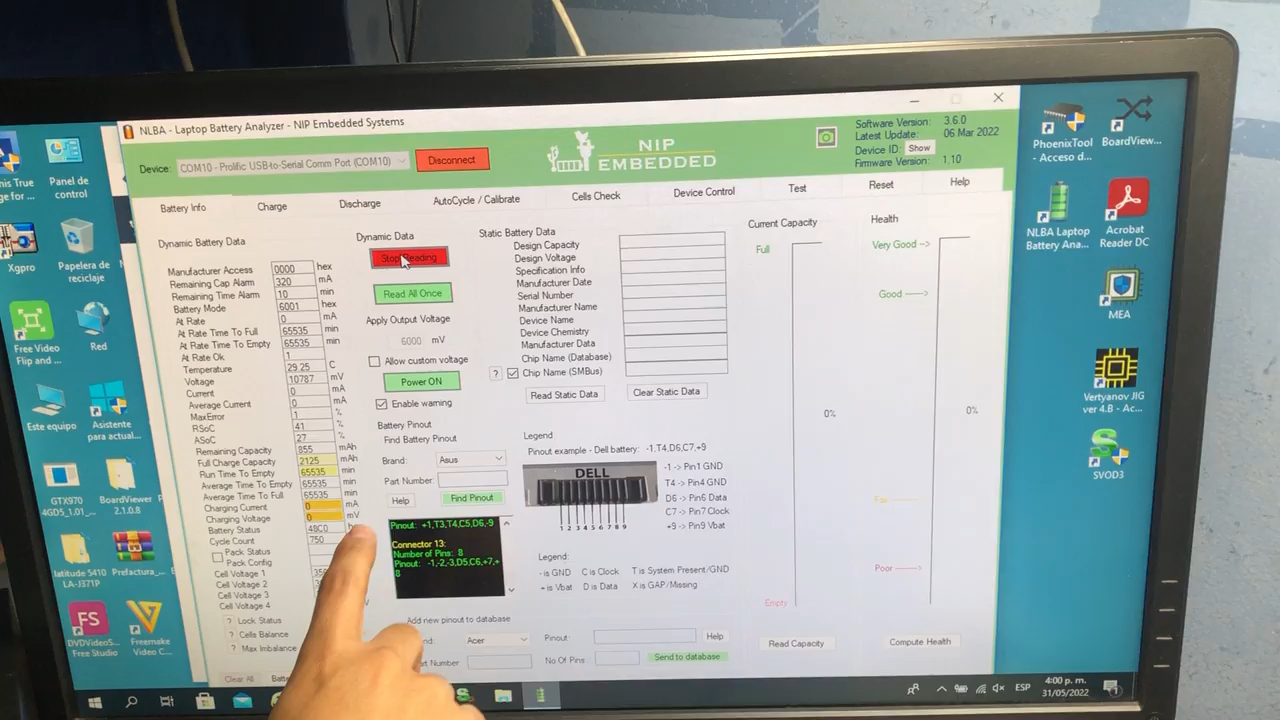 NLBA - Laptop Battery Analyzer - NIP Embedded Systems
Device: COM10 - Prolific USB-to-Serial Comm Port (COM10) Disconnect
NIP
EMBEDDED
Software Version: 3.6.0
Latest Update: 06 Mar 2022
Device ID: Show
Firmware Version: 1.10
Battery Info Charge Discharge AutoCycle / Calibrate Cells Check Device Control Test Reset Help
Dynamic Battery Data
Manufacturer Access 0000 hex
Remaining Cap Alarm 320 mA
Remaining Time Alarm 10 min
Battery Mode 6001 hex
At Rate 0 mA
At Rate Time To Full 65535 min
At Rate Time To Empty 65535 min
At Rate Ok 1
Temperature 29.25 C
Voltage 10787 mV
Current 0 mA
Average Current 0 mA
MaxError 1 %
RSoC 41 %
ASoC 27 %
Remaining Capacity 855 mAh
Full Charge Capacity 2125 mAh
Run Time To Empty 65535 min
Average Time To Empty 65535 min
Average Time To Full 65535 min
Charging Current 0 mA
Charging Voltage 0 mV
Battery Status 48C0
Cycle Count 750
Pack Status
Pack Config
Cell Voltage 1
Cell Voltage 2
Cell Voltage 3
Cell Voltage 4
? Lock Status
? Cells Balance
? Max Imbalance
Clear All
Dynamic Data
Stop Reading
Read All Once
Apply Output Voltage
6000 mV
Allow custom voltage
Power ON
Enable warning
Battery Pinout
Find Battery Pinout
Brand: Asus
Part Number
Help Find Pinout
Pinout: +1,T3,T4,C5,D6,-9
Connector 13:
Number of Pins: 8
Pinout: -1,-2,-3,D5,C6,+7,+
8
Static Battery Data
Design Capacity
Design Voltage
Specification Info
Manufacturer Date
Serial Number
Manufacturer Name
Device Name
Device Chemistry
Manufacturer Data
Chip Name (Database)
? Chip Name (SMBus)
Read Static Data Clear Static Data
Legend
Pinout example - Dell battery: -1,T4,D6,C7,+9
DELL
1 2 3 4 5 6 7 8 9
-1 -> Pin1 GND
T4 -> Pin4 GND
D6 -> Pin6 Data
C7 -> Pin7 Clock
+9 -> Pin9 Vbat
Legend:
- is GND C is Clock T is System Present/GND
+ is Vbat D is Data X is GAP/Missing
Add new pinout to database
Acer Pinout: Help
Number No Of Pins Send to database
Current Capacity
Full
0%
Empty
Read Capacity
Health
Very Good ->
Good ---->
0%
Poor ---->
Compute Health
Panel de
control
Xgpro
Papelera de
reciclaje
Free Video
Flip and ...
Red
Este equipo
Asistente
para actual...
GTX970
4GD5_1.01_...
BoardViewer
2.1.0.8
latitude 5410
LA-J371P
Prefactura_...
FS
DVDVideoS...
Free Studio
Freemake
Video C...
PhoenixTool
- Acceso d...
BoardView...
NLBA Laptop
Battery Ana...
Acrobat
Reader DC
MEA
Vertyanov JIG
ver 4.B - Ac...
SVOD3
ESP
4:00 p. m.
31/05/2022